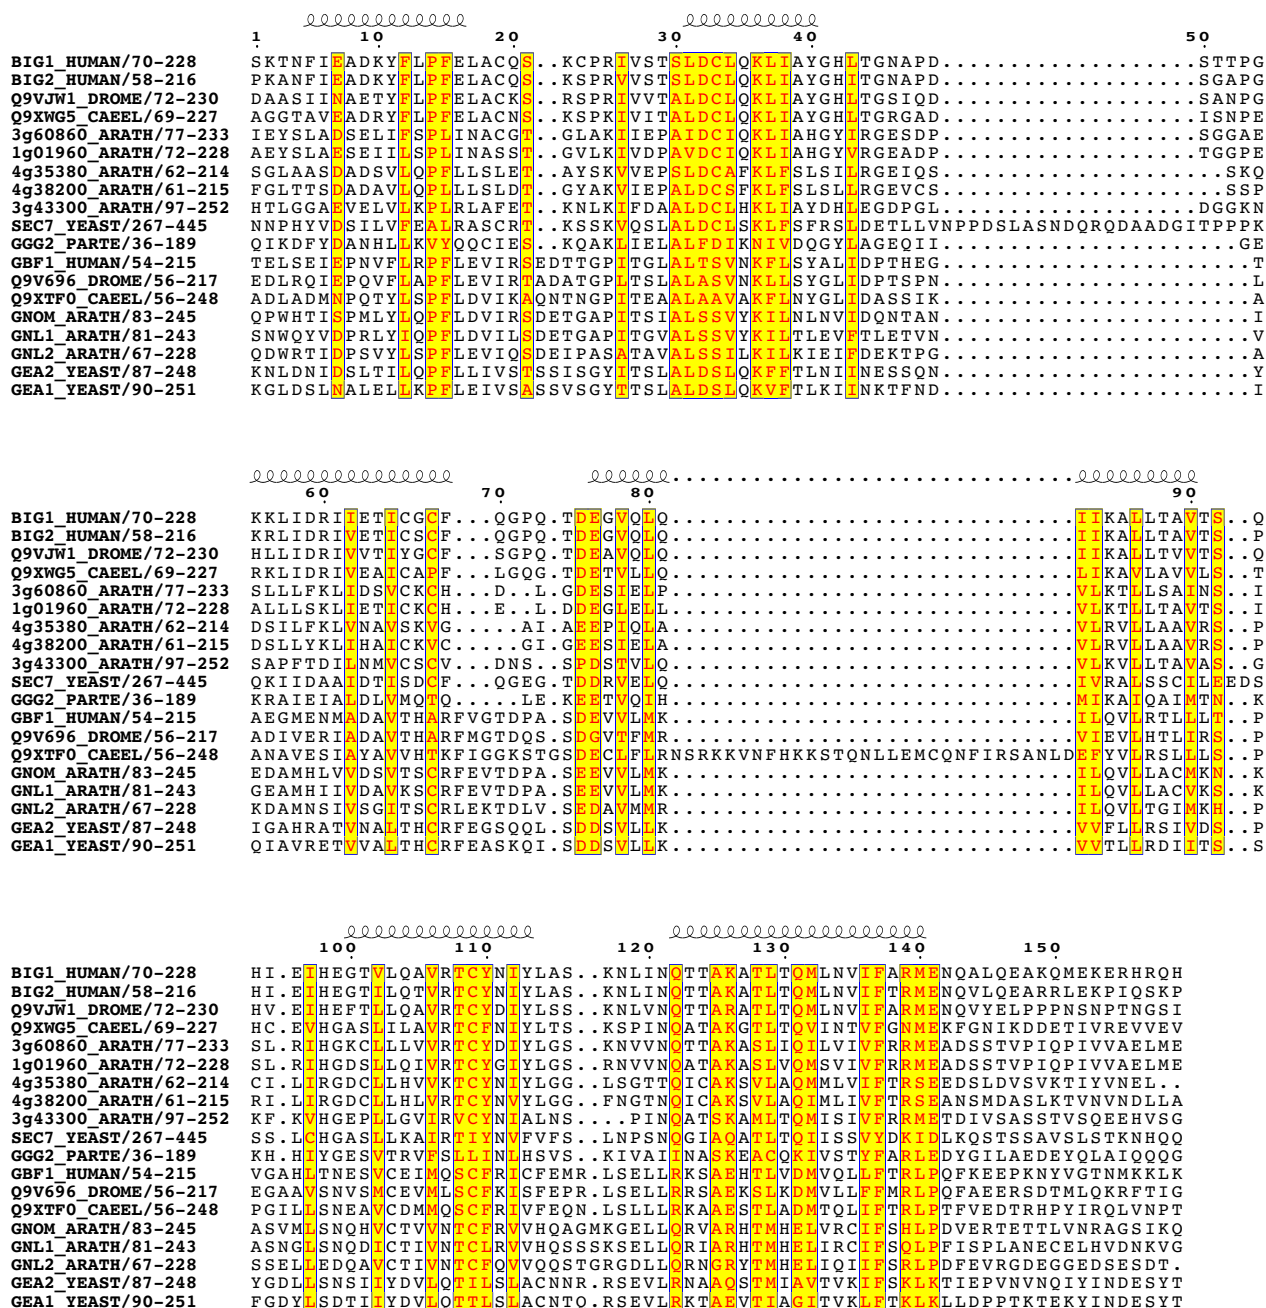 1 10 20 30 40 50
BIG1_HUMAN/70-228 SKTNFIEADKYFLPFELACQS..KCPRIVSTSLDCLQKLIAYGHLTGNAPD...................STTPG
BIG2_HUMAN/58-216 PKANFIEADKYFLPFELACQS..KSPRVVSTSLDCLQKLIAYGHLTGNAPD...................SGAPG
Q9VJW1_DROME/72-230 DAASIINAETYFLPFELACKS..RSPRIVVTALDCLQKLIAYGHLTGSIQD...................SANPG
Q9XWG5_CAEEL/69-227 AGGTAVEADRYFLPFELACNS..KSPKIVITALDCLQKLIAYGHLTGRGAD...................ISNPE
3g60860_ARATH/77-233 IEYSLADSELIFSPLINACGT..GLAKIIEPAIDCIQKLIAHGYIRGESDP...................SGGAE
1g01960_ARATH/72-228 AEYSLAESEIILSPLINASST..GVLKIVDPAVDCIQKLIAHGYVRGEADP...................TGGPE
4g35380_ARATH/62-214 SGLAASDADSVLQPFLLSLET..AYSKVVEPSLDCAFKLFSLSILRGEIQS.....................SKQ
4g38200_ARATH/61-215 FGLTTSDADAVLQPLLLSLDT..GYAKVIEPALDCSFKLFSLSLLRGEVCS.....................SSP
3g43300_ARATH/97-252 HTLGGAEVELVLKPLRLAFET..KNLKIFDAALDCLHKLIAYDHLEGDPGL...................DGGKN
SEC7_YEAST/267-445 NNPHYVDSILVFEALRASCRT..KSSKVQSLALDCLSKLFSFRSLDETLLVNPPDSLASNDQRQDAADGITPPPK
GGG2_PARTE/36-189 QIKDFYDANHLLKVYQQCIES..KQAKLIELALFDIKNIVDQGYLAGEQII......................GE
GBF1_HUMAN/54-215 TELSEIEPNVFLRPFLEVIRSEDTTGPITGLALTSVNKFLSYALIDPTHEG.......................T
Q9V696_DROME/56-217 EDLRQIEPQVFLAPFLEVIRTADATGPLTSLALASVNKLLSYGLIDPTSPN.......................L
Q9XTF0_CAEEL/56-248 ADLADMNPQTYLSPFLDVIKAQNTNGPITEAALAAVAKFLNYGLIDASSIK.......................A
GNOM_ARATH/83-245 QPWHTISPMLYLQPFLDVIRSDETGAPITSIALSSVYKILNLNVIDQNTAN.......................I
GNL1_ARATH/81-243 SNWQYVDPRLYIQPFLDVILSDETGAPITGVALSSVYKILTLEVFTLETVN.......................V
GNL2_ARATH/67-228 QDWRTIDPSVYLSPFLEVIQSDEIPASATAVALSSILKILKIEIFDEKTPG.......................A
GEA2_YEAST/87-248 KNLDNIDSLTILQPFLLIVSTSSISGYITSLALDSLQKFFTLNIINESSQN.......................Y
GEA1_YEAST/90-251 KGLDSLNALELLKPFLEIVSASSVSGYTTSLALDSLQKVFTLKIINKTFND.......................I
60 70 80 90
BIG1_HUMAN/70-228 KKLIDRIIETICGCF...QGPQ.TDEGVQLQ..............................IIKALLTAVTS..Q
BIG2_HUMAN/58-216 KRLIDRIVETICSCF...QGPQ.TDEGVQLQ..............................IIKALLTAVTS..P
Q9VJW1_DROME/72-230 HLLIDRIVVTIYGCF...SGPQ.TDEAVQLQ..............................IIKALLTVVTS..Q
Q9XWG5_CAEEL/69-227 RKLIDRIVEAICAPF...LGQG.TDETVLLQ..............................LIKAVLAVVLS..T
3g60860_ARATH/77-233 SLLLFKLIDSVCKCH...D..L.GDESIELP..............................VLKTLLSAINS..I
1g01960_ARATH/72-228 ALLLSKLIETICKCH...E..L.DDEGLELL..............................VLKTLLTAVTS..I
4g35380_ARATH/62-214 DSILFKLVNAVSKVG.....AI.AEEPIQLA..............................VLRVLLAAVRS..P
4g38200_ARATH/61-215 DSLLYKLIHAICKVC.....GI.GEESIELA..............................VLRVLLAAVRS..P
3g43300_ARATH/97-252 SAPFTDILNMVCSCV...DNS..SPDSTVLQ..............................VLKVLLTAVAS..G
SEC7_YEAST/267-445 QKIIDAAIDTISDCF...QGEG.TDDRVELQ..............................IVRALSSCILEEDS
GGG2_PARTE/36-189 KRAIEIALDLVMQTQ.....LE.KEETVQIH..............................MIKAIQAIMTN..K
GBF1_HUMAN/54-215 AEGMENMADAVTHARFVGTDPA.SDEVVLMK..............................ILQVLRTLLLT..P
Q9V696_DROME/56-217 ADIVERIADAVTHARFMGTDQS.SDGVTFMR..............................VIEVLHTLIRS..P
Q9XTF0_CAEEL/56-248 ANAVESIAYAVVHTKFIGGKSTGSDECLFLRNSRKKVNFHKKSTQNLLEMCQNFIRSANLDEFYVLRSLLLS..P
GNOM_ARATH/83-245 EDAMHLVVDSVTSCRFEVTDPA.SEEVVLMK..............................ILQVLLACMKN..K
GNL1_ARATH/81-243 GEAMHIIVDAVKSCRFEVTDPA.SEEVVLMK..............................ILQVLLACVKS..K
GNL2_ARATH/67-228 KDAMNSIVSGITSCRLEKTDLV.SEDAVMMR..............................ILQVLTGIMKH..P
GEA2_YEAST/87-248 IGAHRATVNALTHCRFEGSQQL.SDDSVLLK..............................VVFLLRSIVDS..P
GEA1_YEAST/90-251 QIAVRETVVALTHCRFEASKQI.SDDSVLLK..............................VVTLLRDIITS..S
100 110 120 130 140 150
BIG1_HUMAN/70-228 HI.EIHEGTVLQAVRTCYNIYLAS..KNLINQTTAKATLTQMLNVIFARMENQALQEAKQMEKERHRQH
BIG2_HUMAN/58-216 HI.EIHEGTILQTVRTCYNIYLAS..KNLINQTTAKATLTQMLNVIFTRMENQVLQEARRLEKPIQSKP
Q9VJW1_DROME/72-230 HV.EIHEFTLLQAVRTCYDIYLSS..KNLVNQTTARATLTQMLNVIFARMENQVYELPPPNSNPTNGSI
Q9XWG5_CAEEL/69-227 HC.EVHGASLILAVRTCFNIYLTS..KSPINQATAKGTLTQVINTVFGNMEKFGNIKDDETIVREVVEV
3g60860_ARATH/77-233 SL.RIHGKCLLLVVRTCYDIYLGS..KNVVNQTTAKASLIQILVIVFRRMEADSSTVPIQPIVVAELME
1g01960_ARATH/72-228 SL.RIHGDSLLQIVRTCYGIYLGS..RNVVNQATAKASLVQMSVIVFRRMEADSSTVPIQPIVVAELME
4g35380_ARATH/62-214 CI.LIRGDCLLHVVKTCYNIYLGG..LSGTTQICAKSVLAQMMLVIFTRSEEDSLDVSVKTIYVNEL..
4g38200_ARATH/61-215 RI.LIRGDCLLHLVRTCYNVYLGG..FNGTNQICAKSVLAQIMLIVFTRSEANSMDASLKTVNVNDLLA
3g43300_ARATH/97-252 KF.KVHGEPLLGVIRVCYNIALNS....PINQATSKAMLTQMISIVFRRMETDIVSASSTVSQEEHVSG
SEC7_YEAST/267-445 SS.LCHGASLLKAIRTIYNVFVFS..LNPSNQGIAQATLTQIISSVYDKIDLKQSTSSAVSLSTKNHQQ
GGG2_PARTE/36-189 KH.HIYGESVTRVFSLLINLHSVS..KIVAIINASKEACQKIVSTYFARLEDYGILAEDEYQLAIQQQG
GBF1_HUMAN/54-215 VGAHLTNESVCEIMQSCFRICFEMR.LSELLRKSAEHTLVDMVQLLFTRLPQFKEEPKNYVGTNMKKLK
Q9V696_DROME/56-217 EGAAVSNVSMCEVMLSCFKISFEPR.LSELLRRSAEKSLKDMVLLFFMRLPQFAEERSDTMLQKRFTIG
Q9XTF0_CAEEL/56-248 PGILLSNEAVCDMMQSCFRIVFEQN.LSLLLRKAAESTLADMTQLIFTRLPTFVEDTRHPYIRQLVNPT
GNOM_ARATH/83-245 ASVMLSNQHVCTVVNTCFRVVHQAGMKGELLQRVARHTMHELVRCIFSHLPDVERTETTLVNRAGSIKQ
GNL1_ARATH/81-243 ASNGLSNQDICTIVNTCLRVVHQSSSKSELLQRIARHTMHELIRCIFSQLPFISPLANECELHVDNKVG
GNL2_ARATH/67-228 SSELLEDQAVCTIVNTCFQVVQQSTGRGDLLQRNGRYTMHELIQIIFSRLPDFEVRGDEGGEDSESDT.
GEA2_YEAST/87-248 YGDLLSNSIIYDVLQTILSLACNNR.RSEVLRNAAQSTMIAVTVKIFSKLKTIEPVNVNQIYINDESYT
GEA1_YEAST/90-251 FGDYLSDTIIYDVLQTTLSLACNTQ.RSEVLRKTAEVTIAGITVKLFTKLKLLDPPTKTEKYINDESYT